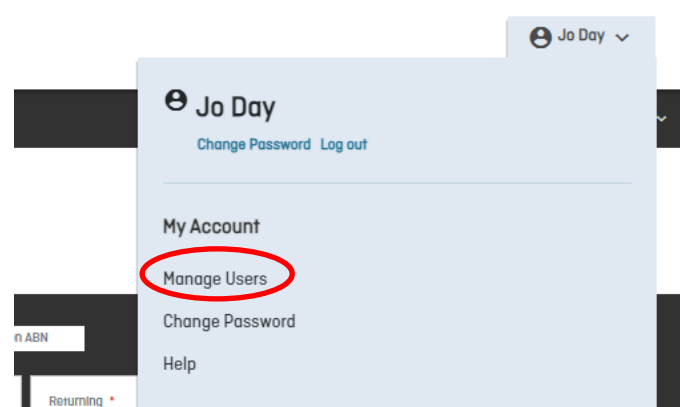 Jo Day
Jo Day
Change Password Log out
My Account
Manage Users
Change Password
n ABN
Help
Returning *